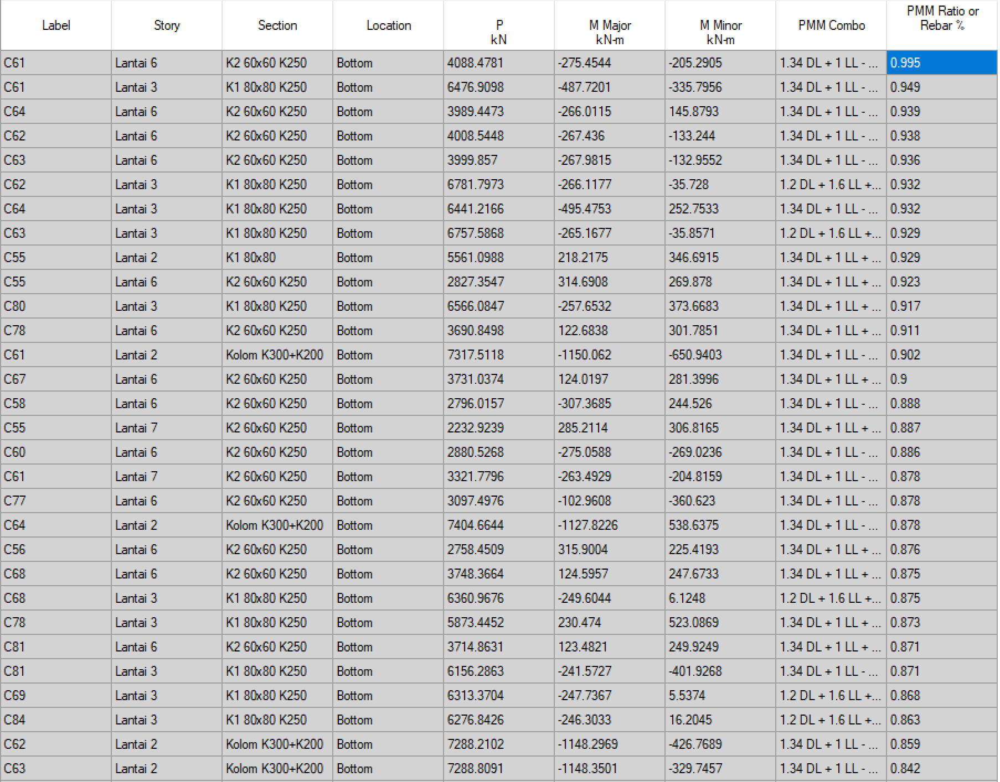 Label Story Section Location P kN M Major kN-m M Minor kN-m PMM Combo PMM Ratio or Rebar %
C61 Lantai 6 K2 60x60 K250 Bottom 4088.4781 -275.4544 -205.2905 1.34 DL + 1 LL - ... 0.995
C61 Lantai 3 K1 80x80 K250 Bottom 6476.9098 -487.7201 -335.7956 1.34 DL + 1 LL - ... 0.949
C64 Lantai 6 K2 60x60 K250 Bottom 3989.4473 -266.0115 145.8793 1.34 DL + 1 LL - ... 0.939
C62 Lantai 6 K2 60x60 K250 Bottom 4008.5448 -267.436 -133.244 1.34 DL + 1 LL - ... 0.938
C63 Lantai 6 K2 60x60 K250 Bottom 3999.857 -267.9815 -132.9552 1.34 DL + 1 LL - ... 0.936
C62 Lantai 3 K1 80x80 K250 Bottom 6781.7973 -266.1177 -35.728 1.2 DL + 1.6 LL +... 0.932
C64 Lantai 3 K1 80x80 K250 Bottom 6441.2166 -495.4753 252.7533 1.34 DL + 1 LL - ... 0.932
C63 Lantai 3 K1 80x80 K250 Bottom 6757.5868 -265.1677 -35.8571 1.2 DL + 1.6 LL +... 0.929
C55 Lantai 2 K1 80x80 Bottom 5561.0988 218.2175 346.6915 1.34 DL + 1 LL + ... 0.929
C55 Lantai 6 K2 60x60 K250 Bottom 2827.3547 314.6908 269.878 1.34 DL + 1 LL + ... 0.923
C80 Lantai 3 K1 80x80 K250 Bottom 6566.0847 -257.6532 373.6683 1.34 DL + 1 LL + ... 0.917
C78 Lantai 6 K2 60x60 K250 Bottom 3690.8498 122.6838 301.7851 1.34 DL + 1 LL + ... 0.911
C61 Lantai 2 Kolom K300+K200 Bottom 7317.5118 -1150.062 -650.9403 1.34 DL + 1 LL - ... 0.902
C67 Lantai 6 K2 60x60 K250 Bottom 3731.0374 124.0197 281.3996 1.34 DL + 1 LL + ... 0.9
C58 Lantai 6 K2 60x60 K250 Bottom 2796.0157 -307.3685 244.526 1.34 DL + 1 LL - ... 0.888
C55 Lantai 7 K2 60x60 K250 Bottom 2232.9239 285.2114 306.8165 1.34 DL + 1 LL + ... 0.887
C60 Lantai 6 K2 60x60 K250 Bottom 2880.5268 -275.0588 -269.0236 1.34 DL + 1 LL - ... 0.886
C61 Lantai 7 K2 60x60 K250 Bottom 3321.7796 -263.4929 -204.8159 1.34 DL + 1 LL - ... 0.878
C77 Lantai 6 K2 60x60 K250 Bottom 3097.4976 -102.9608 -360.623 1.34 DL + 1 LL - ... 0.878
C64 Lantai 2 Kolom K300+K200 Bottom 7404.6644 -1127.8226 538.6375 1.34 DL + 1 LL - ... 0.878
C56 Lantai 6 K2 60x60 K250 Bottom 2758.4509 315.9004 225.4193 1.34 DL + 1 LL + ... 0.876
C68 Lantai 6 K2 60x60 K250 Bottom 3748.3664 124.5957 247.6733 1.34 DL + 1 LL + ... 0.875
C68 Lantai 3 K1 80x80 K250 Bottom 6360.9676 -249.6044 6.1248 1.2 DL + 1.6 LL +... 0.875
C78 Lantai 3 K1 80x80 K250 Bottom 5873.4452 230.474 523.0869 1.34 DL + 1 LL + ... 0.873
C81 Lantai 6 K2 60x60 K250 Bottom 3714.8631 123.4821 249.9249 1.34 DL + 1 LL + ... 0.871
C81 Lantai 3 K1 80x80 K250 Bottom 6156.2863 -241.5727 -401.9268 1.34 DL + 1 LL - ... 0.871
C69 Lantai 3 K1 80x80 K250 Bottom 6313.3704 -247.7367 5.5374 1.2 DL + 1.6 LL +... 0.868
C84 Lantai 3 K1 80x80 K250 Bottom 6276.8426 -246.3033 16.2045 1.2 DL + 1.6 LL +... 0.863
C62 Lantai 2 Kolom K300+K200 Bottom 7288.2102 -1148.2969 -426.7689 1.34 DL + 1 LL - ... 0.859
C63 Lantai 2 Kolom K300+K200 Bottom 7288.8091 -1148.3501 -329.7457 1.34 DL + 1 LL - ... 0.842